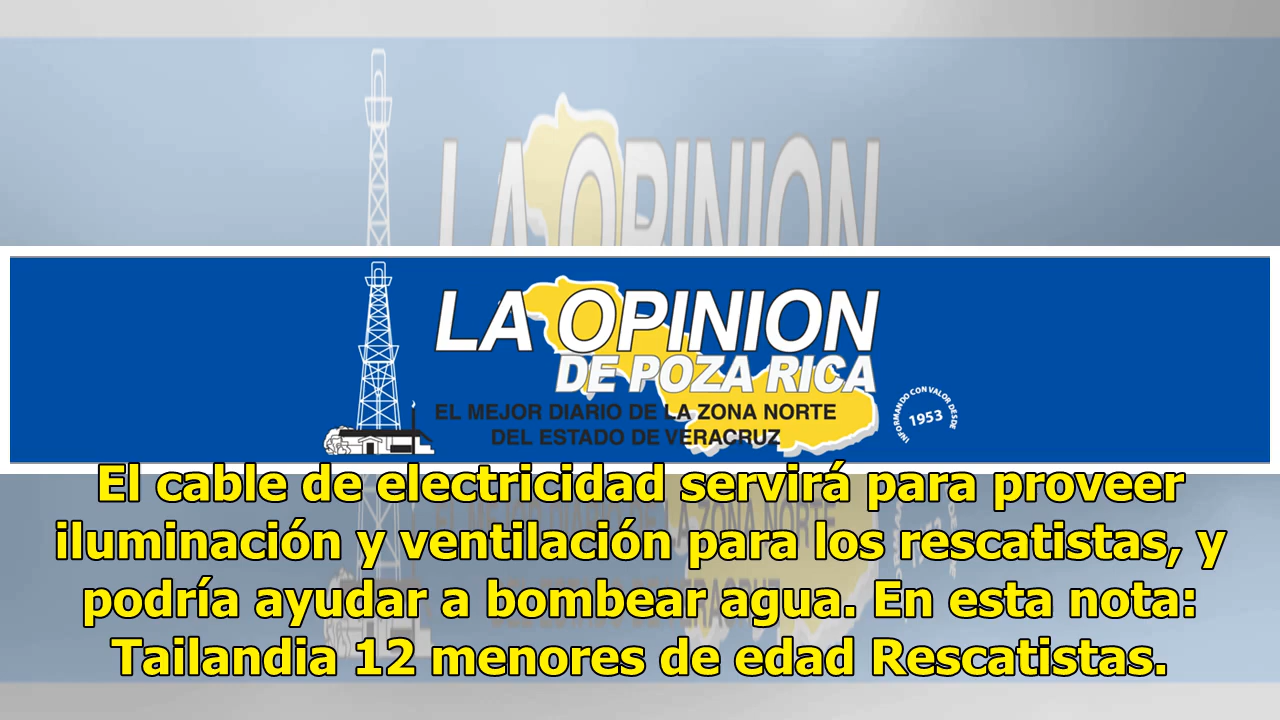 LA OPINION
LA OPINION
DE POZA RICA
EL MEJOR DIARIO DE LA ZONA NORTE
DEL ESTADO DE VERACRUZ
INFORMANDO CON VALOR DESDE
1953
El cable de electricidad servirá para proveer
iluminación y ventilación para los rescatistas, y
podría ayudar a bombear agua. En esta nota:
Tailandia 12 menores de edad Rescatistas.